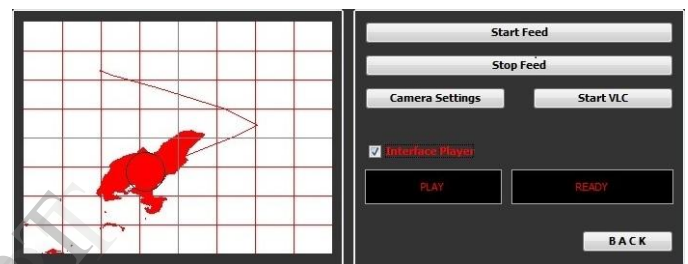 Start Feed
Stop Feed
Camera Settings
Start VLC
Interface Player
PLAY
READY
BACK